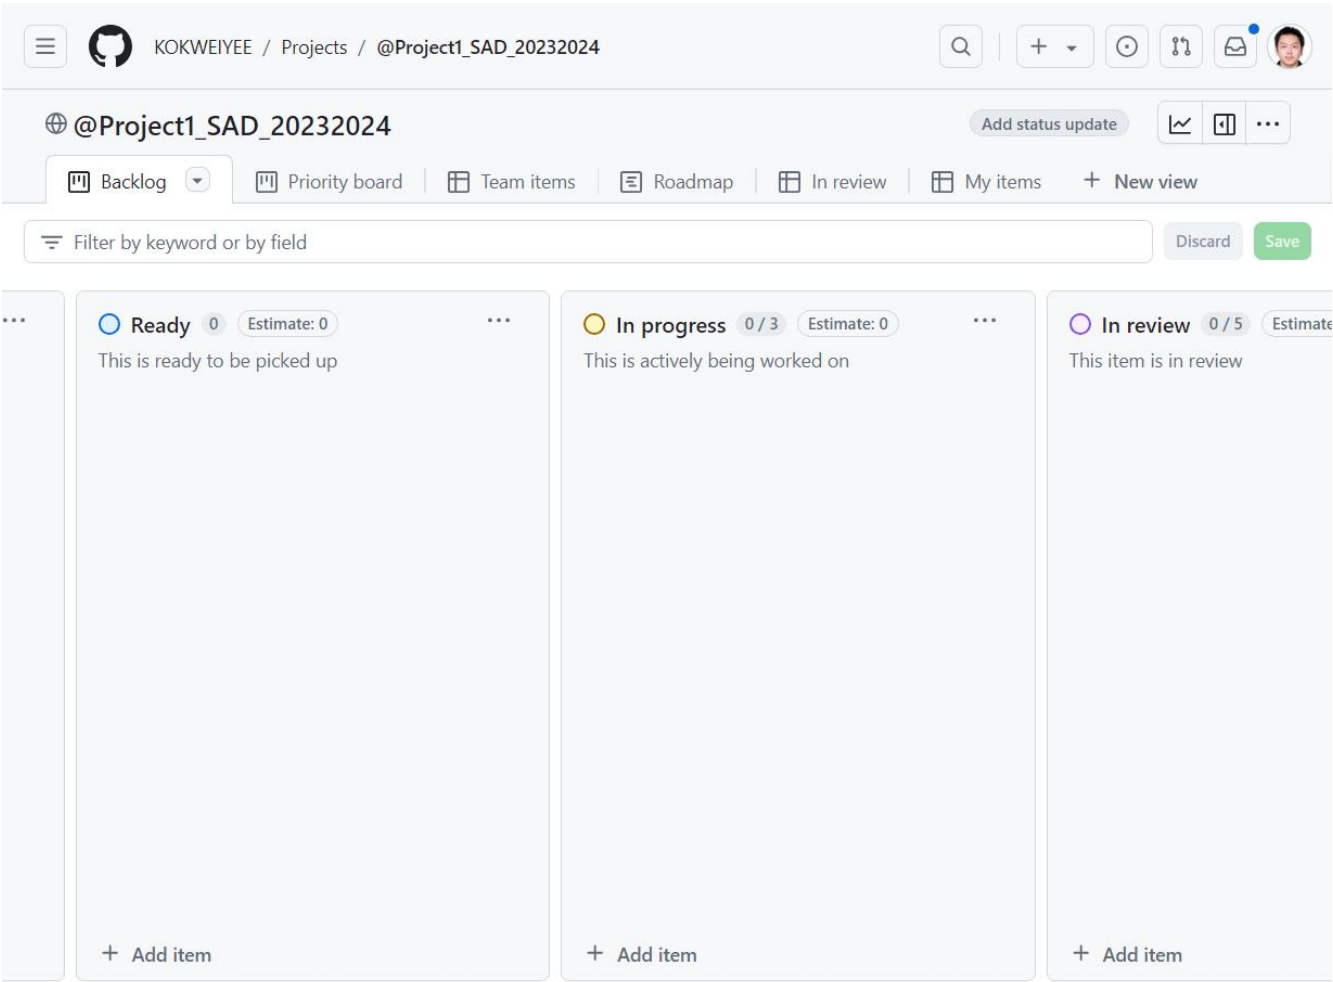 KOKWEIYEE / Projects / @Project1_SAD_20232024
@Project1_SAD_20232024
Add status update
Backlog
Priority board
Team items
Roadmap
In review
My items
+ New view
Filter by keyword or by field
Discard
Save
Ready 0 Estimate: 0
This is ready to be picked up
+ Add item
In progress 0 / 3 Estimate: 0
This is actively being worked on
+ Add item
In review 0 / 5 Estimate
This item is in review
+ Add item